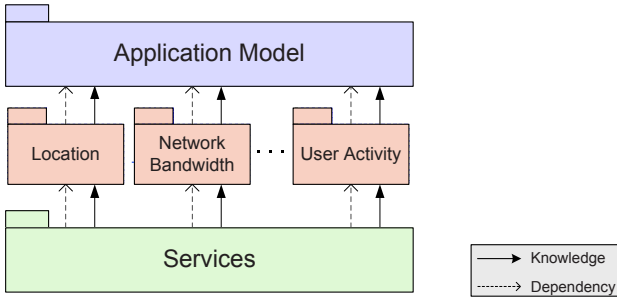 Application Model
Location
Network
Bandwidth
. . .
User Activity
Services
Knowledge
Dependency